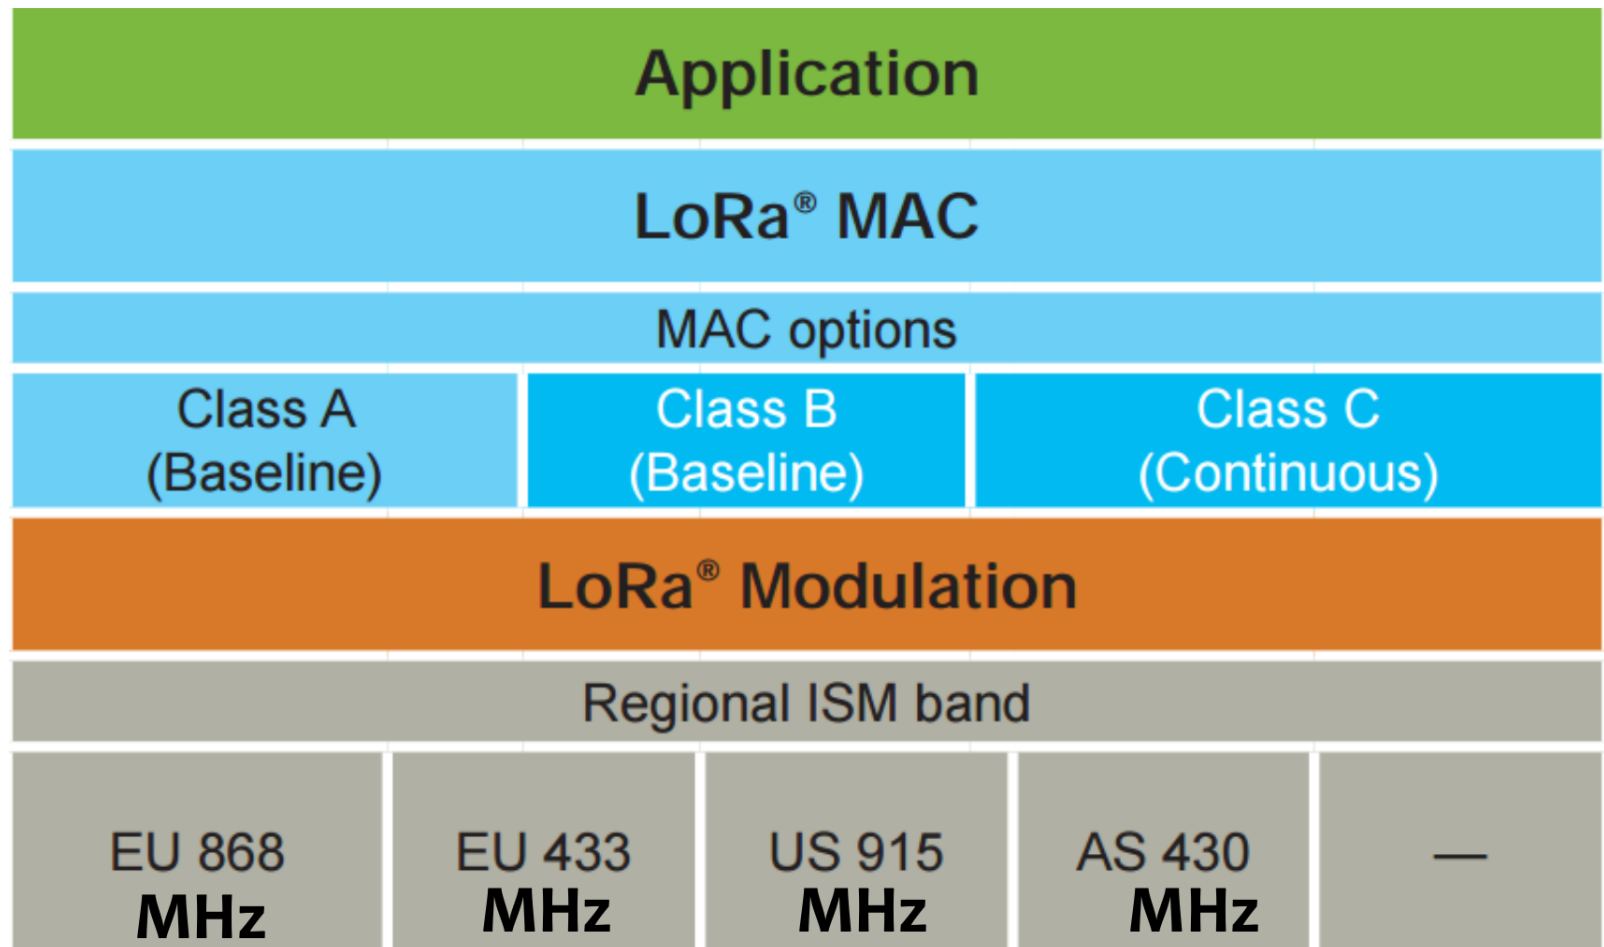 Application
LoRa® MAC
MAC options
Class A
(Baseline)
Class B
(Baseline)
Class C
(Continuous)
LoRa® Modulation
Regional ISM band
EU 868
MHz
EU 433
MHz
US 915
MHz
AS 430
MHz
—